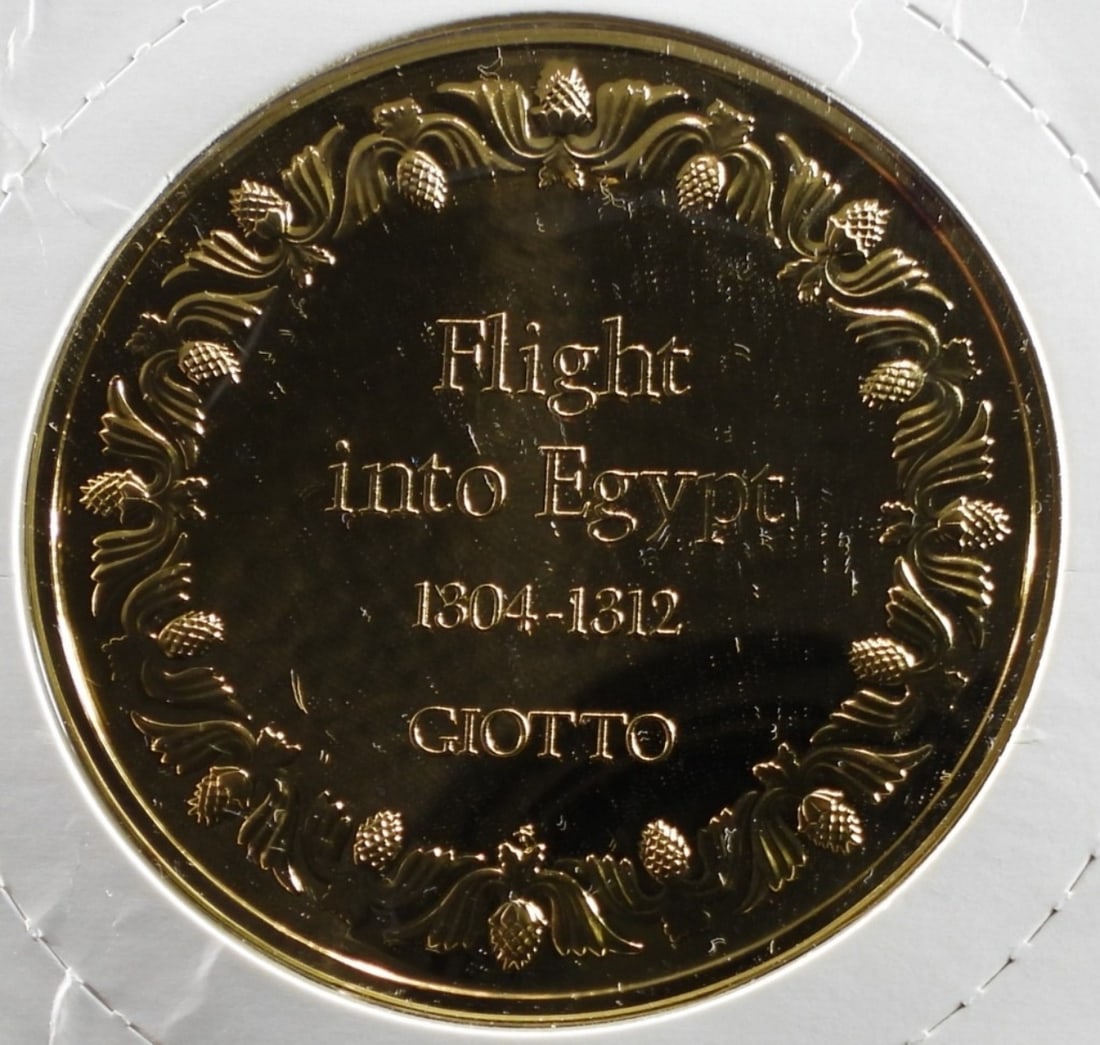 Flight
into Egypt
1304-1312
GIOTTO